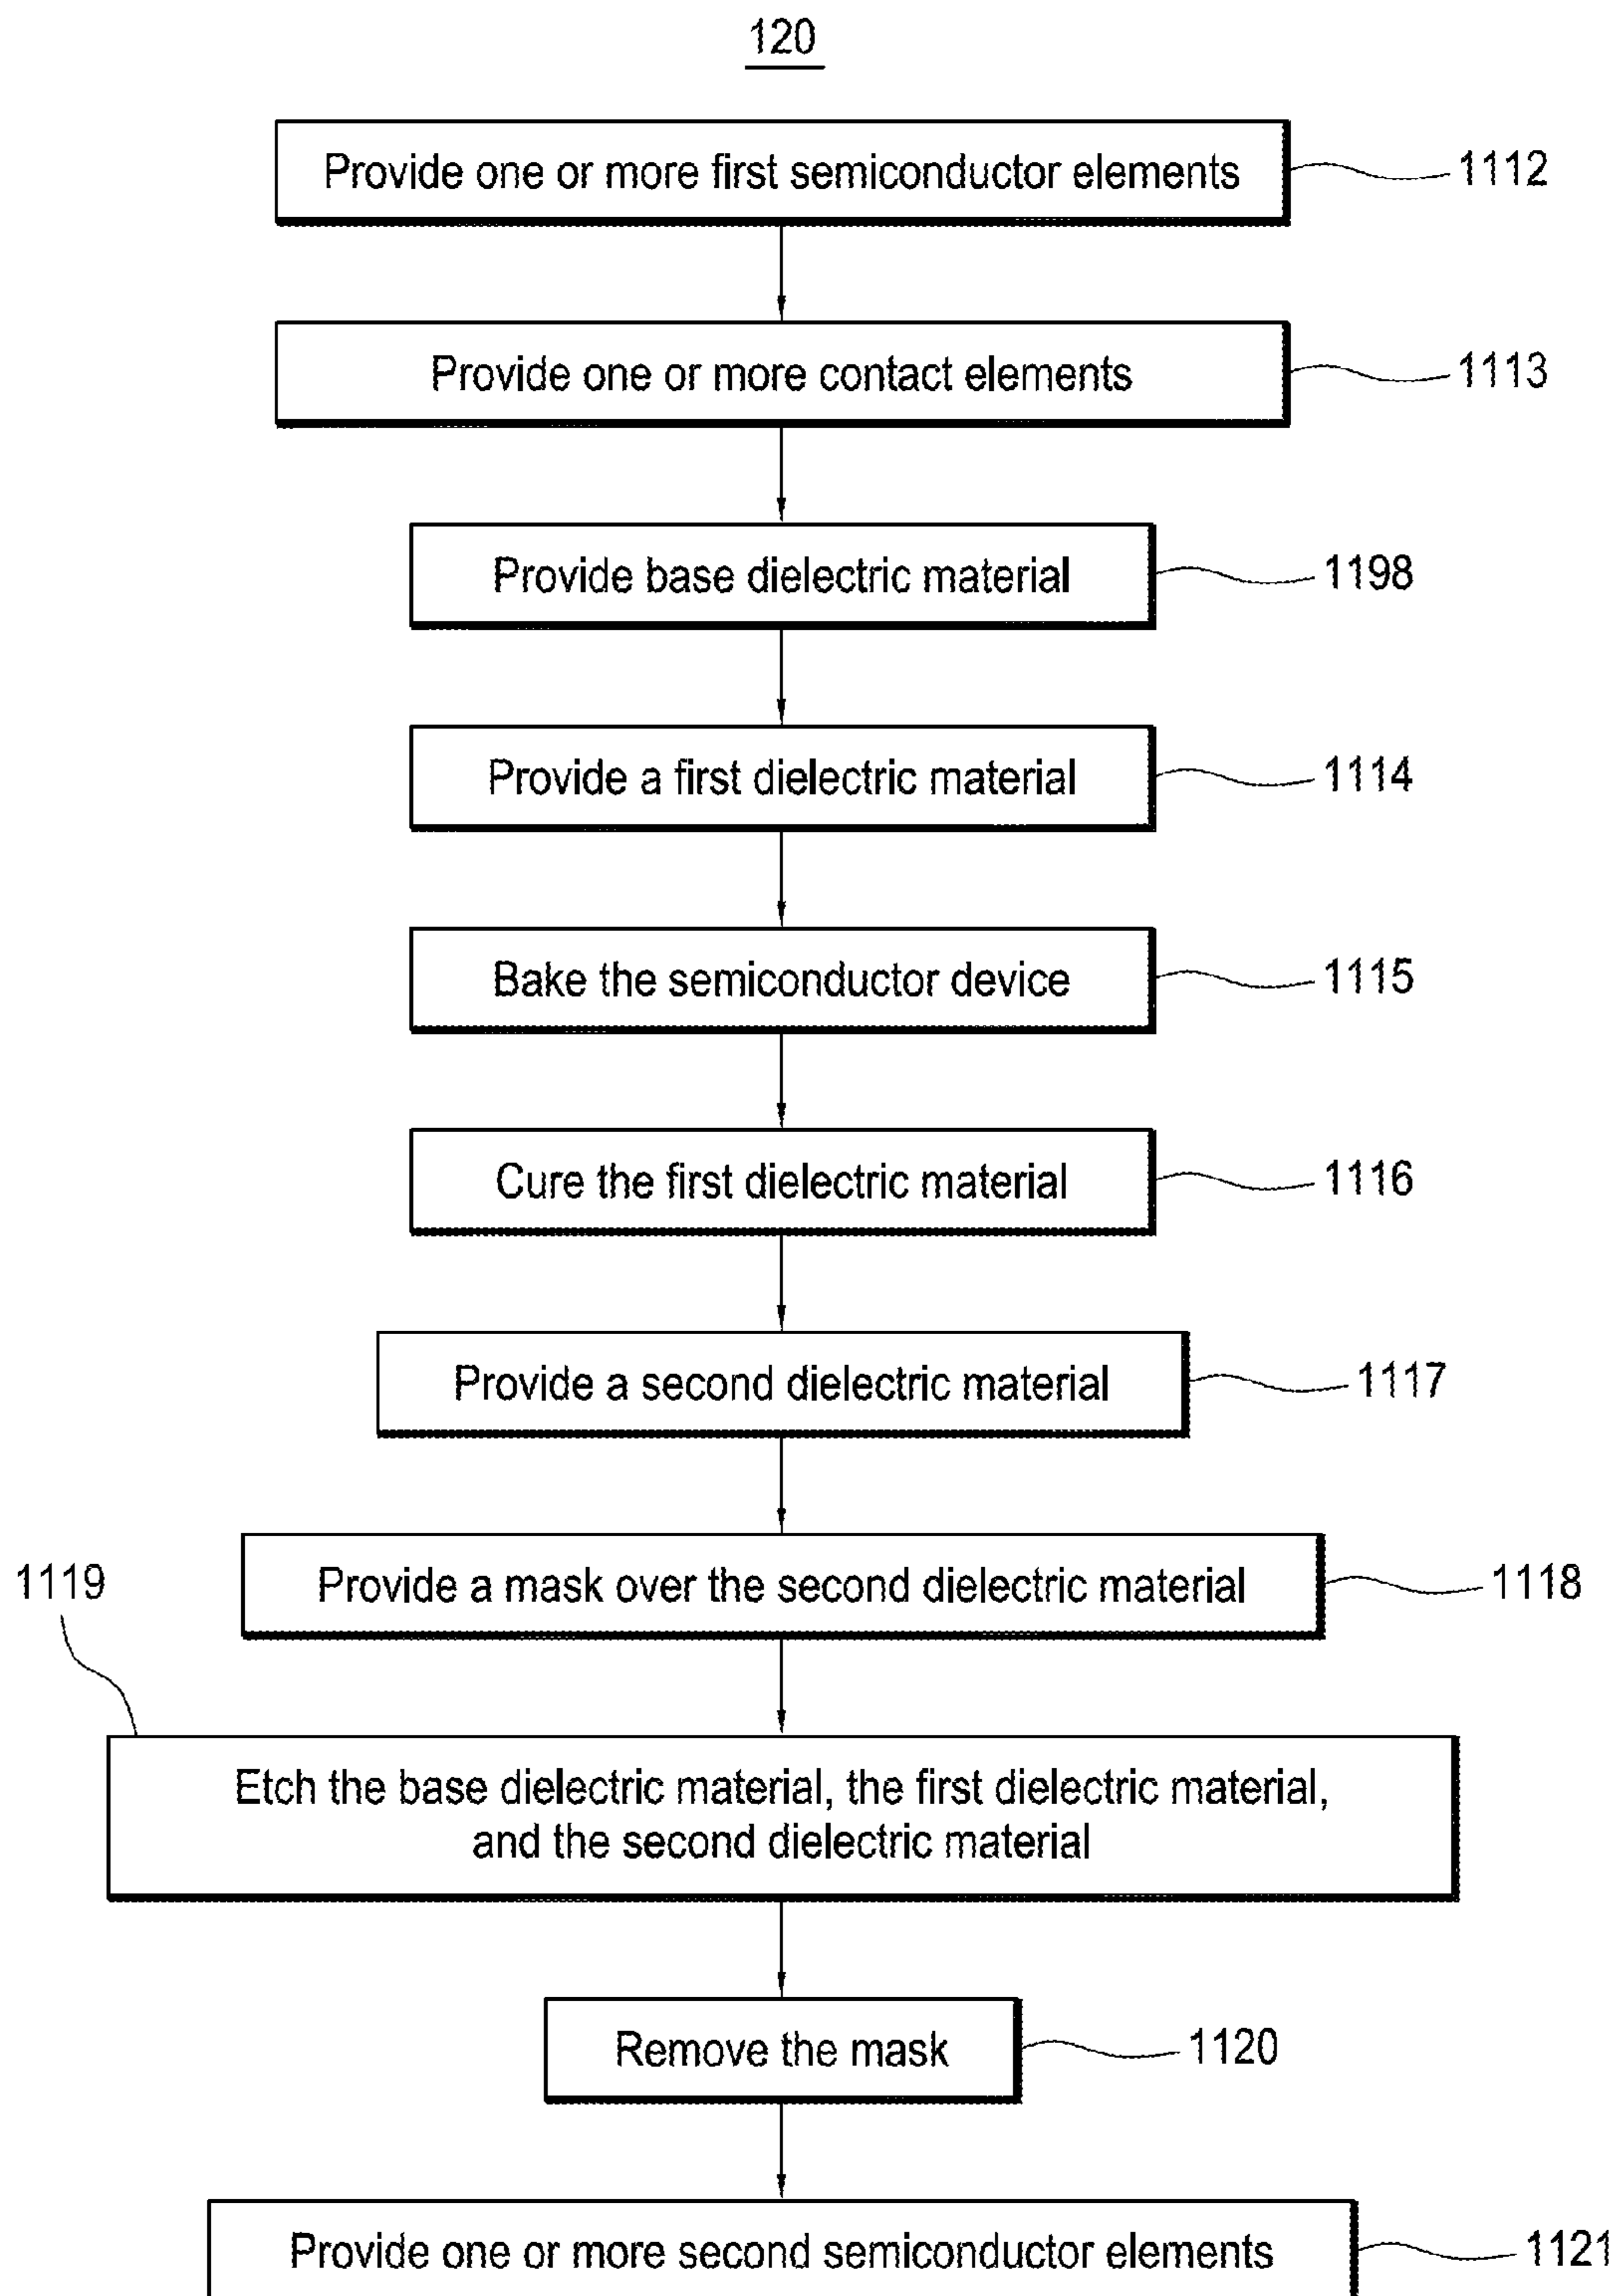 120
Provide one or more first semiconductor elements 1112
Provide one or more contact elements 1113
Provide base dielectric material 1198
Provide a first dielectric material 1114
Bake the semiconductor device 1115
Cure the first dielectric material 1116
Provide a second dielectric material 1117
Provide a mask over the second dielectric material 1118
1119
Etch the base dielectric material, the first dielectric material,
and the second dielectric material
Remove the mask 1120
Provide one or more second semiconductor elements 1121